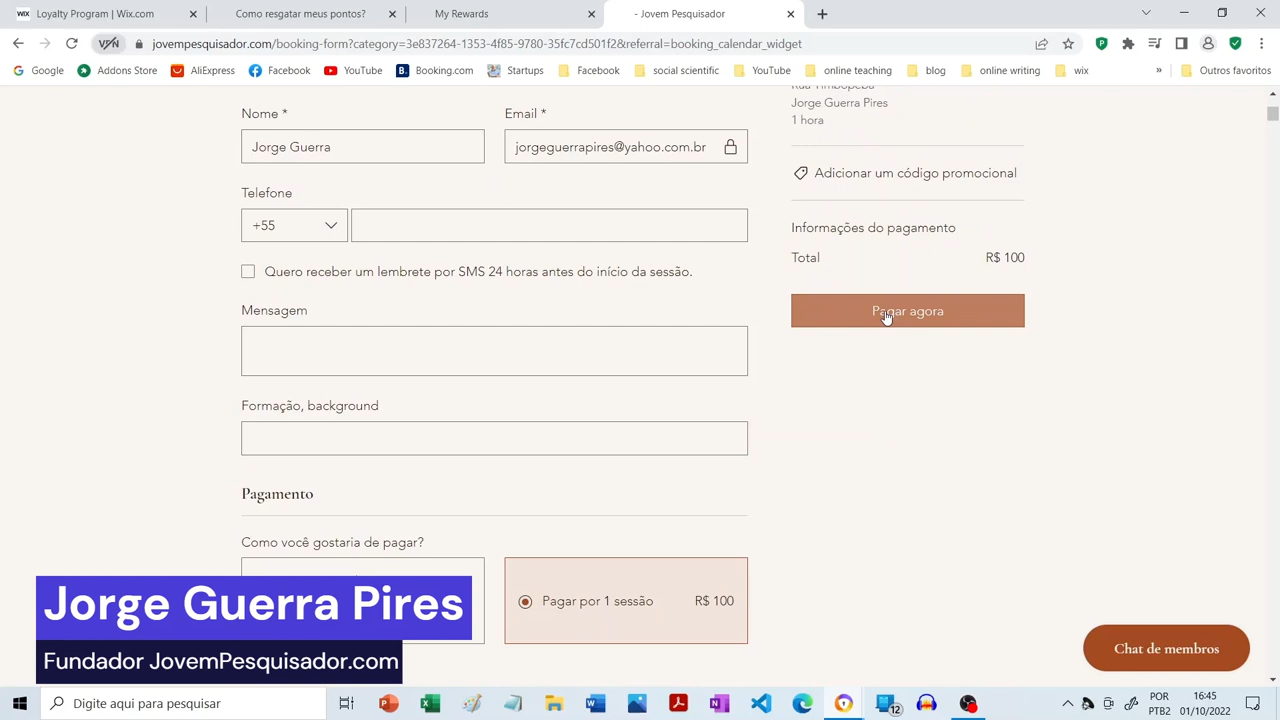 Loyalty Program | Wix.com
Como resgatar meus pontos?
My Rewards
- Jovem Pesquisador
VPN
jovempesquisador.com/booking-form?category=3e837264-1353-4f85-9780-35fc7cd501f2&referral=booking_calendar_widget
Google
Addons Store
AliExpress
Facebook
YouTube
Booking.com
Startups
Facebook
social scientific
YouTube
online teaching
blog
online writing
wix
»
Outros favoritos
Rua Timbopeba
Jorge Guerra Pires
1 hora
Nome *
Email *
Jorge Guerra
jorgeguerrapires@yahoo.com.br
Adicionar um código promocional
Telefone
+55
Informações do pagamento
Total
R$ 100
Quero receber um lembrete por SMS 24 horas antes do início da sessão.
Pagar agora
Mensagem
Formação, background
Pagamento
Como você gostaria de pagar?
Pagar por 1 sessão
R$ 100
Jorge Guerra Pires
Fundador JovemPesquisador.com
Chat de membros
Digite aqui para pesquisar
12
POR
PTB2
16:45
01/10/2022